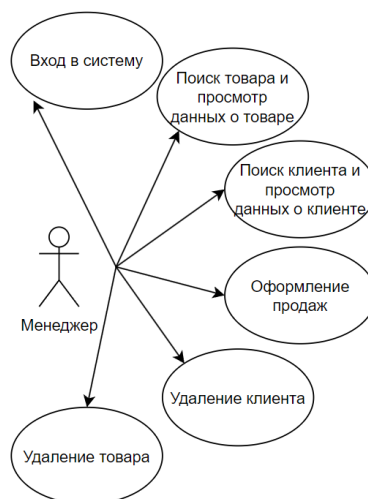 Вход в систему
Поиск товара и
просмотр
данных о товаре
Поиск клиента и
просмотр
данных о клиенте
Менеджер
Оформление
продаж
Удаление клиента
Удаление товара